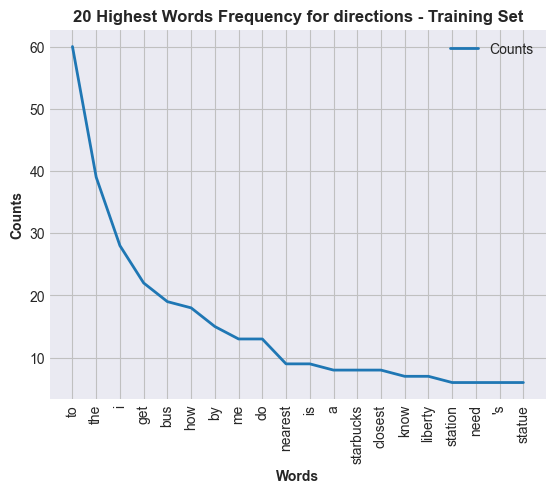 20 Highest Words Frequency for directions - Training Set
Counts
60
50
40
30
20
10
Counts
to
the
i
get
bus
how
by
me
do
nearest
is
a
starbucks
closest
know
liberty
station
need
's
statue
Words